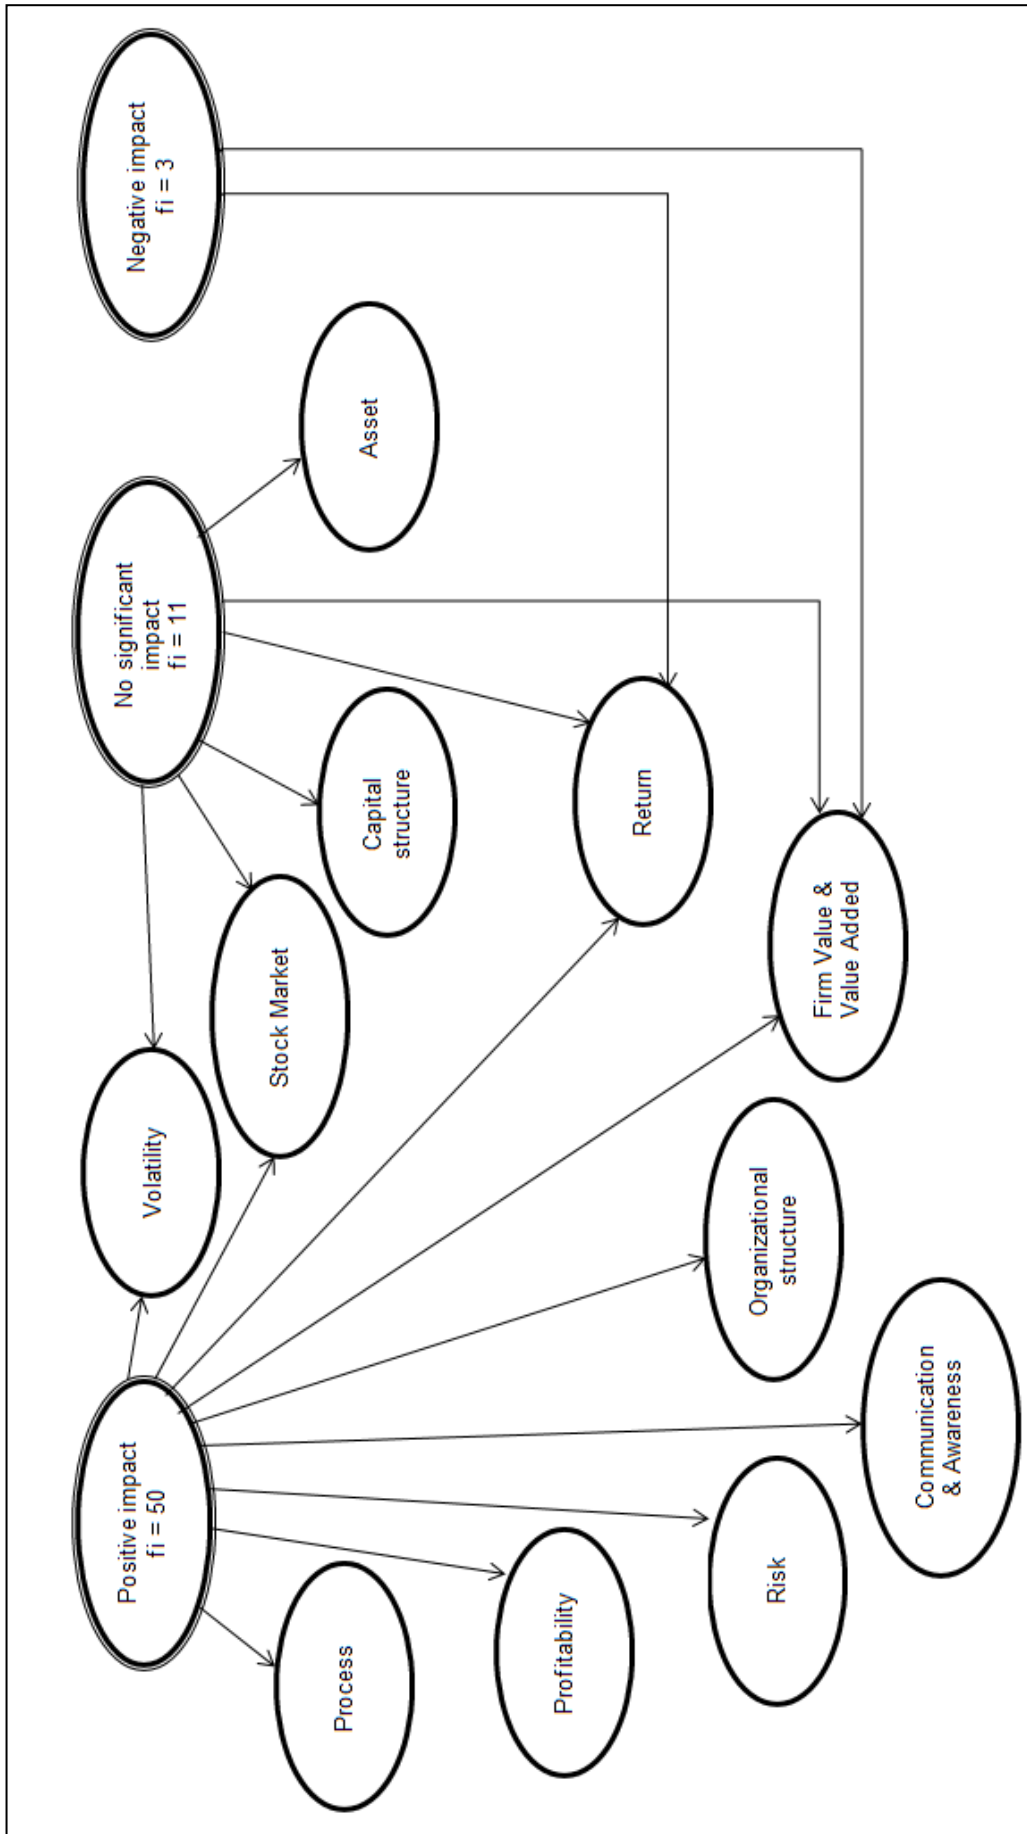 Positive impact
fi = 50
No significant
impact
fi = 11
Negative impact
fi = 3
Volatility
Stock Market
Capital
structure
Asset
Process
Profitability
Risk
Communication
& Awareness
Organizational
structure
Firm Value &
Value Added
Return